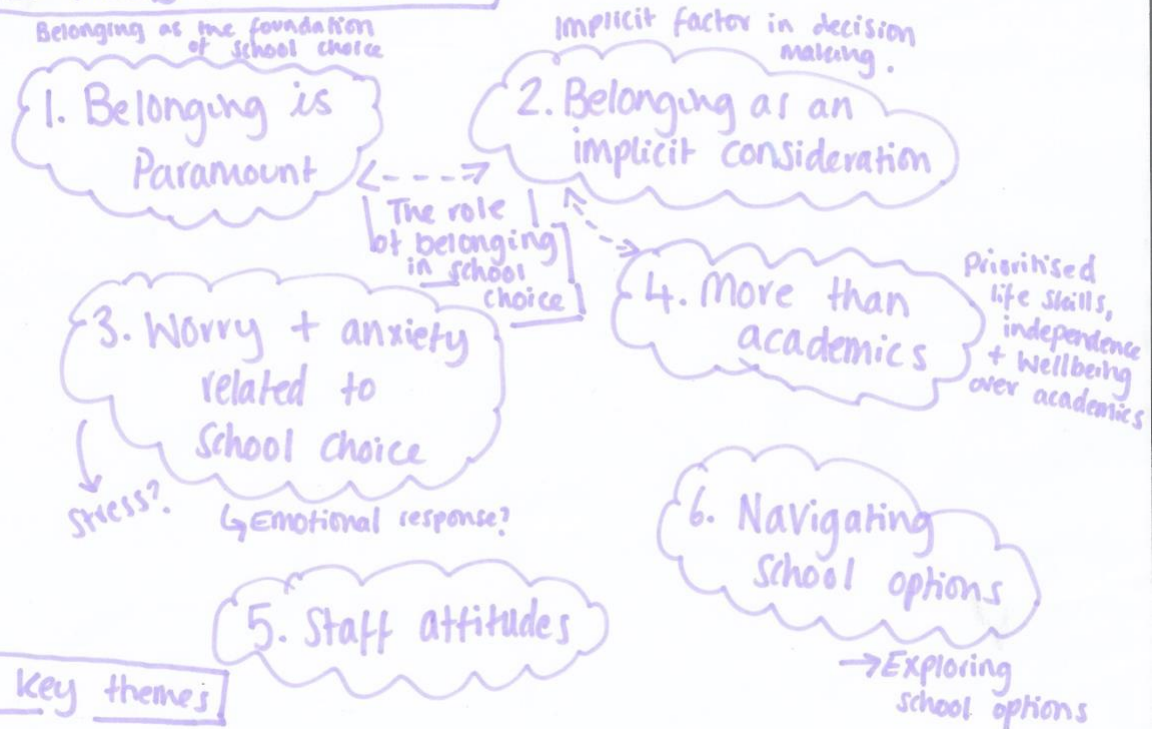 Belonging as the foundation
of school choice
1. Belonging is
Paramount
Implicit factor in decision
making.
2. Belonging as an
implicit consideration
The role
of belonging
in school
choice
3. Worry + anxiety
related to
school choice
stress?
↳ Emotional response?
4. More than
academics
Prioritised
life skills,
independence
+ wellbeing
over academics
5. Staff attitudes
6. Navigating
school options
→ Exploring
school options
key themes